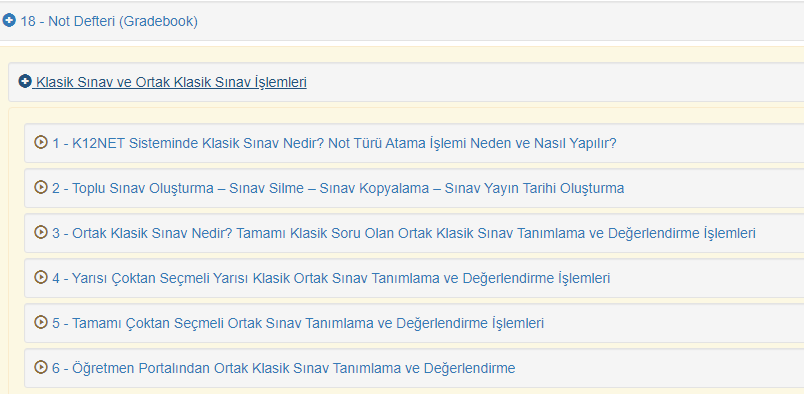 18 - Not Defteri (Gradebook)
Klasik Sınav ve Ortak Klasik Sınav İşlemleri
1 - K12NET Sisteminde Klasik Sınav Nedir? Not Türü Atama İşlemi Neden ve Nasıl Yapılır?
2 - Toplu Sınav Oluşturma – Sınav Silme – Sınav Kopyalama – Sınav Yayın Tarihi Oluşturma
3 - Ortak Klasik Sınav Nedir? Tamamı Klasik Soru Olan Ortak Klasik Sınav Tanımlama ve Değerlendirme İşlemleri
4 - Yarısı Çoktan Seçmeli Yarısı Klasik Ortak Sınav Tanımlama ve Değerlendirme İşlemleri
5 - Tamamı Çoktan Seçmeli Ortak Sınav Tanımlama ve Değerlendirme İşlemleri
6 - Öğretmen Portalından Ortak Klasik Sınav Tanımlama ve Değerlendirme